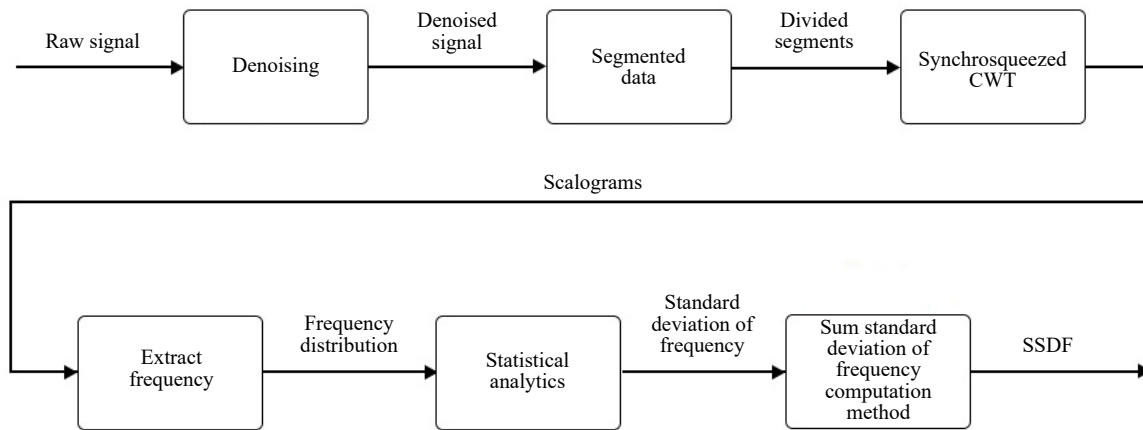 Raw signal
Denoising
Denoised
signal
Segmented
data
Divided
segments
Synchrosqueezed
CWT
Scalograms
Extract
frequency
Frequency
distribution
Statistical
analytics
Standard
deviation of
frequency
Sum standard
deviation of
frequency
computation
method
SSDF